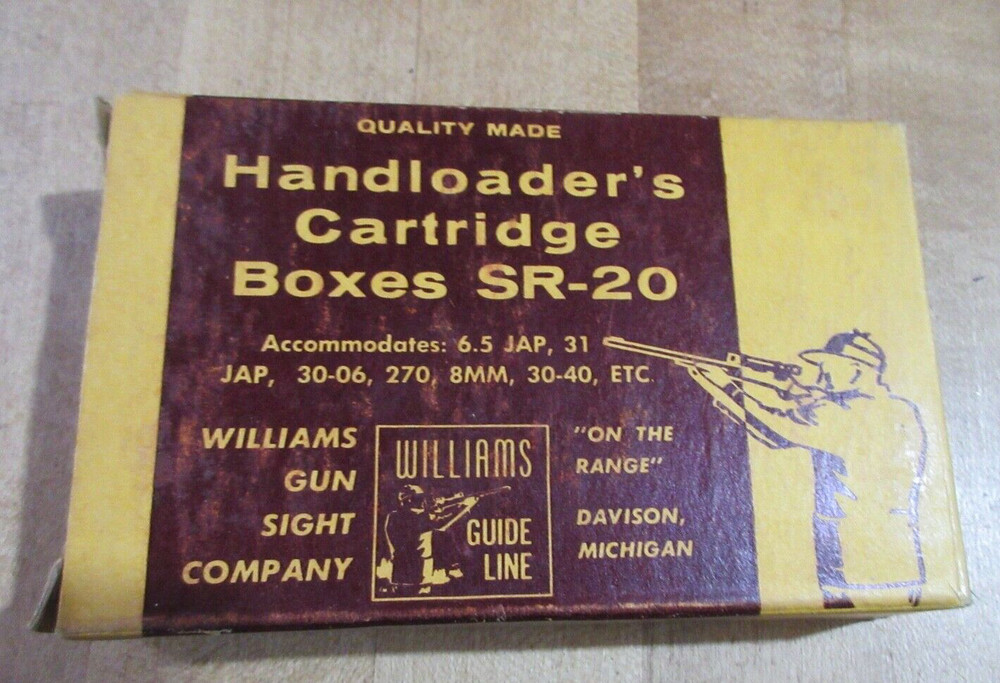 QUALITY MADE
Handloader's
Cartridge
Boxes SR-20
Accommodates: 6.5 JAP, 31
JAP, 30-06, 270, 8MM, 30-40, ETC.
WILLIAMS
GUN
SIGHT
COMPANY
WILLIAMS
GUIDE
LINE
"ON THE
RANGE"
DAVISON,
MICHIGAN